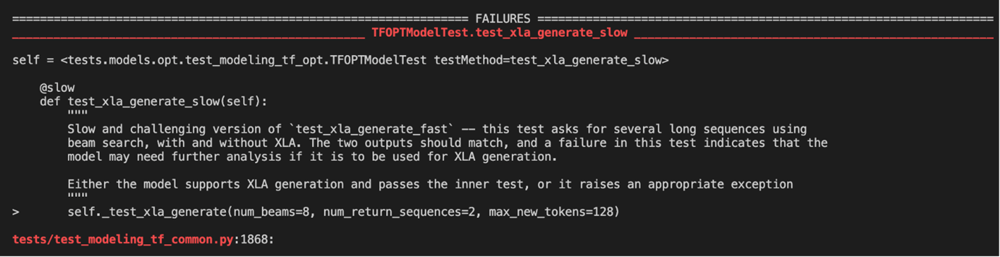 ================================================================== FAILURES ==================================================================
___________________________________________________ TFOPTModelTest.test_xla_generate_slow ____________________________________________________
self = <tests.models.opt.test_modeling_tf_opt.TFOPTModelTest testMethod=test_xla_generate_slow>
    @slow
    def test_xla_generate_slow(self):
        """
        Slow and challenging version of `test_xla_generate_fast` -- this test asks for several long sequences using
        beam search, with and without XLA. The two outputs should match, and a failure in this test indicates that the
        model may need further analysis if it is to be used for XLA generation.
        Either the model supports XLA generation and passes the inner test, or it raises an appropriate exception
        """
>       self._test_xla_generate(num_beams=8, num_return_sequences=2, max_new_tokens=128)
tests/test_modeling_tf_common.py:1868: